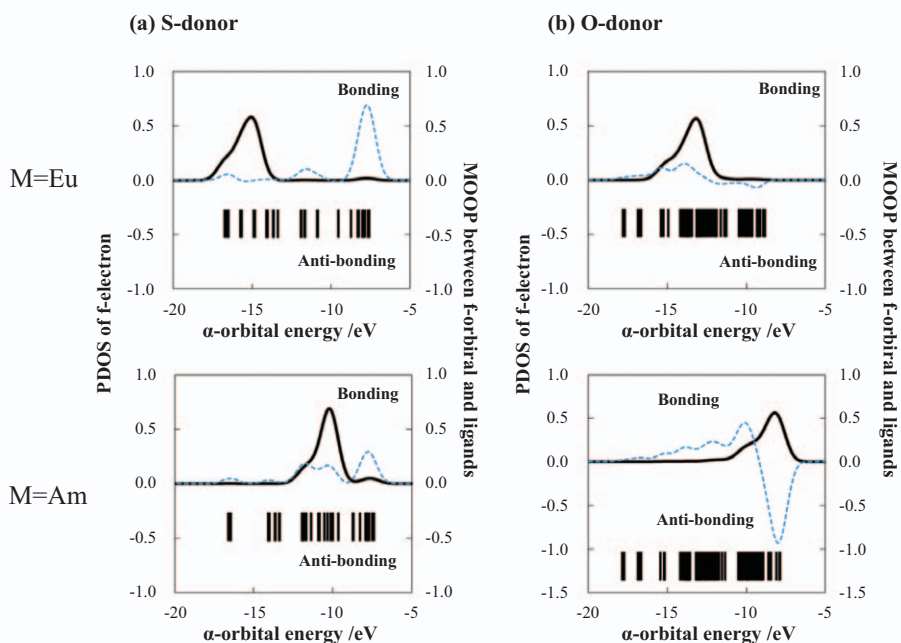 (a) S-donor
(b) O-donor
M=Eu
M=Am
PDOS of f-electron
1.0
0.5
0.0
-0.5
-1.0
Bonding
Anti-bonding
1.0
0.5
0.0
-0.5
-1.0
-20 -15 -10 -5
α-orbital energy /eV
MOOP between f-orbiral and ligands
PDOS of f-electron
1.0
0.5
0.0
-0.5
-1.0
Bonding
Anti-bonding
1.0
0.5
0.0
-0.5
-1.0
-20 -15 -10 -5
α-orbital energy /eV
MOOP between f-orbiral and ligands
1.0
0.5
0.0
-0.5
-1.0
Bonding
Anti-bonding
1.0
0.5
0.0
-0.5
-1.0
-20 -15 -10 -5
α-orbital energy /eV
1.0
0.5
0.0
-0.5
-1.0
-1.5
Bonding
Anti-bonding
1.0
0.5
0.0
-0.5
-1.0
-1.5
-20 -15 -10 -5
α-orbital energy /eV